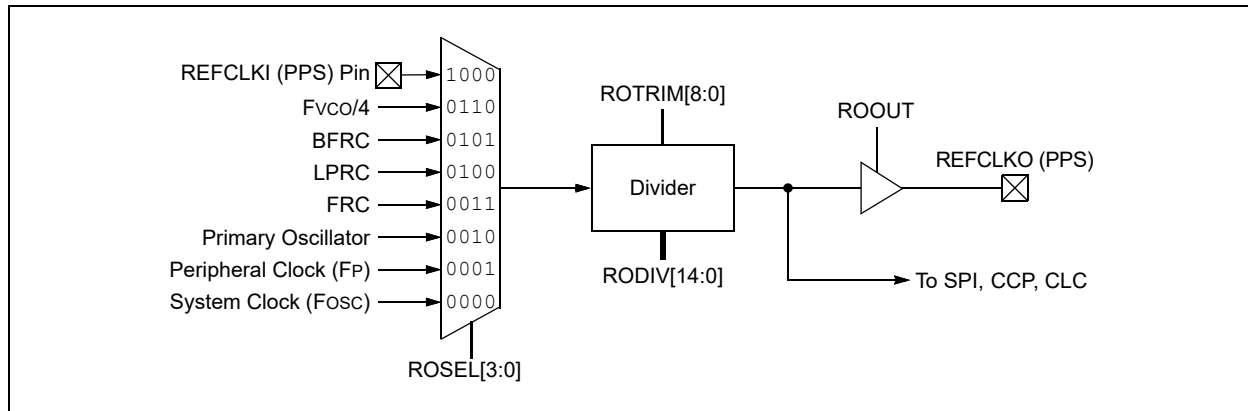 REFCLKI (PPS) Pin
1000
FVCO/4
0110
BFRC
0101
LPRC
0100
FRC
0011
Primary Oscillator
0010
Peripheral Clock (FP)
0001
System Clock (FOSC)
0000
ROSEL[3:0]
ROTRIM[8:0]
Divider
RODIV[14:0]
ROOUT
REFCLKO (PPS)
To SPI, CCP, CLC